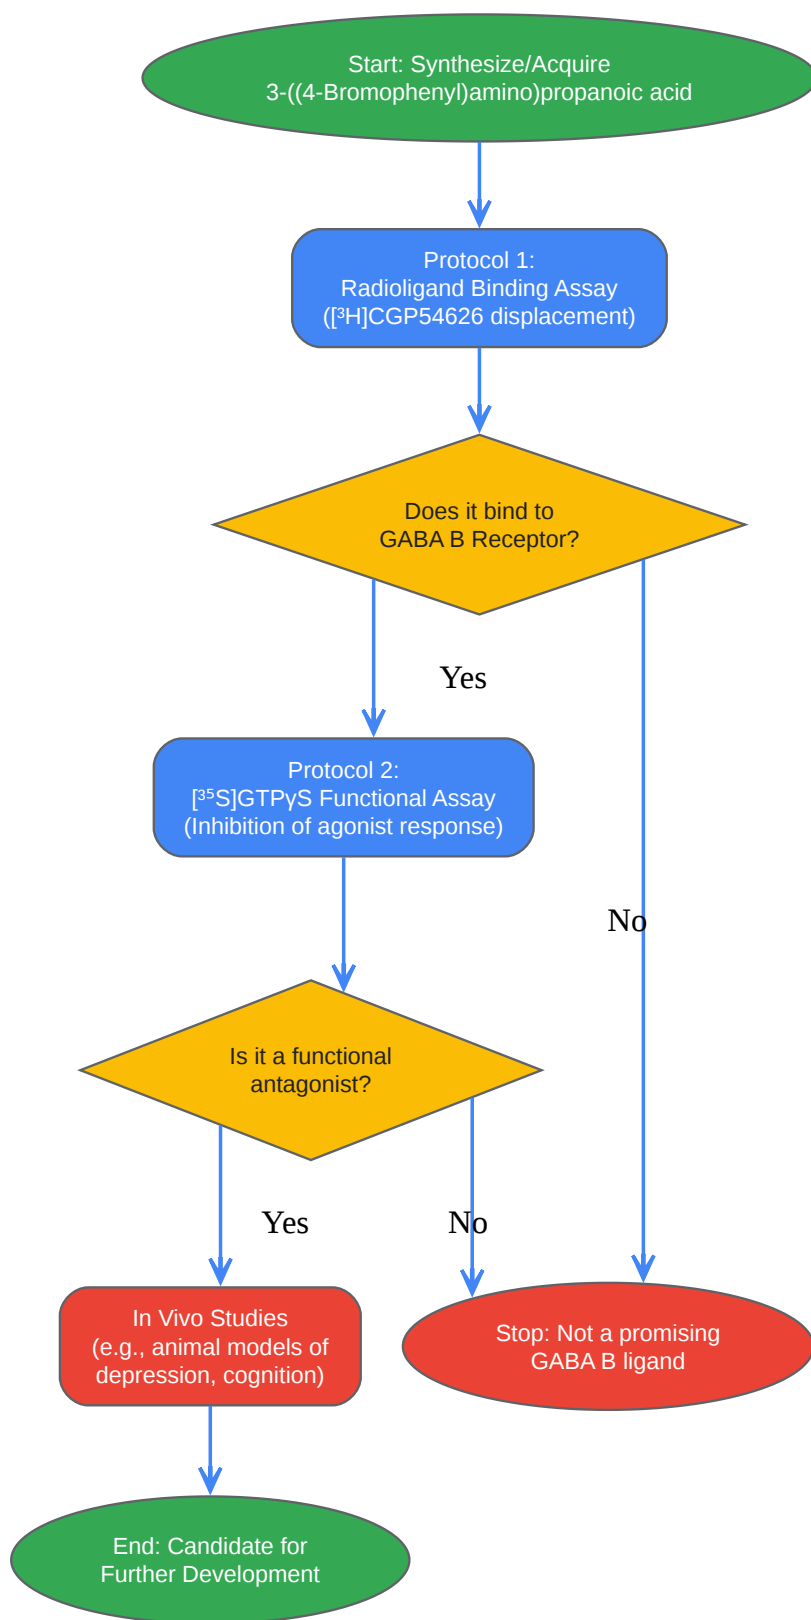 Start: Synthesize/Acquire
3-((4-Bromophenyl)amino)propanoic acid
Protocol 1:
Radioligand Binding Assay
([³H]CGP54626 displacement)
Does it bind to
GABA B Receptor?
Yes
Protocol 2:
[³⁵S]GTPγS Functional Assay
(Inhibition of agonist response)
No
Is it a functional
antagonist?
Yes
No
In Vivo Studies
(e.g., animal models of
depression, cognition)
Stop: Not a promising
GABA B ligand
End: Candidate for
Further Development